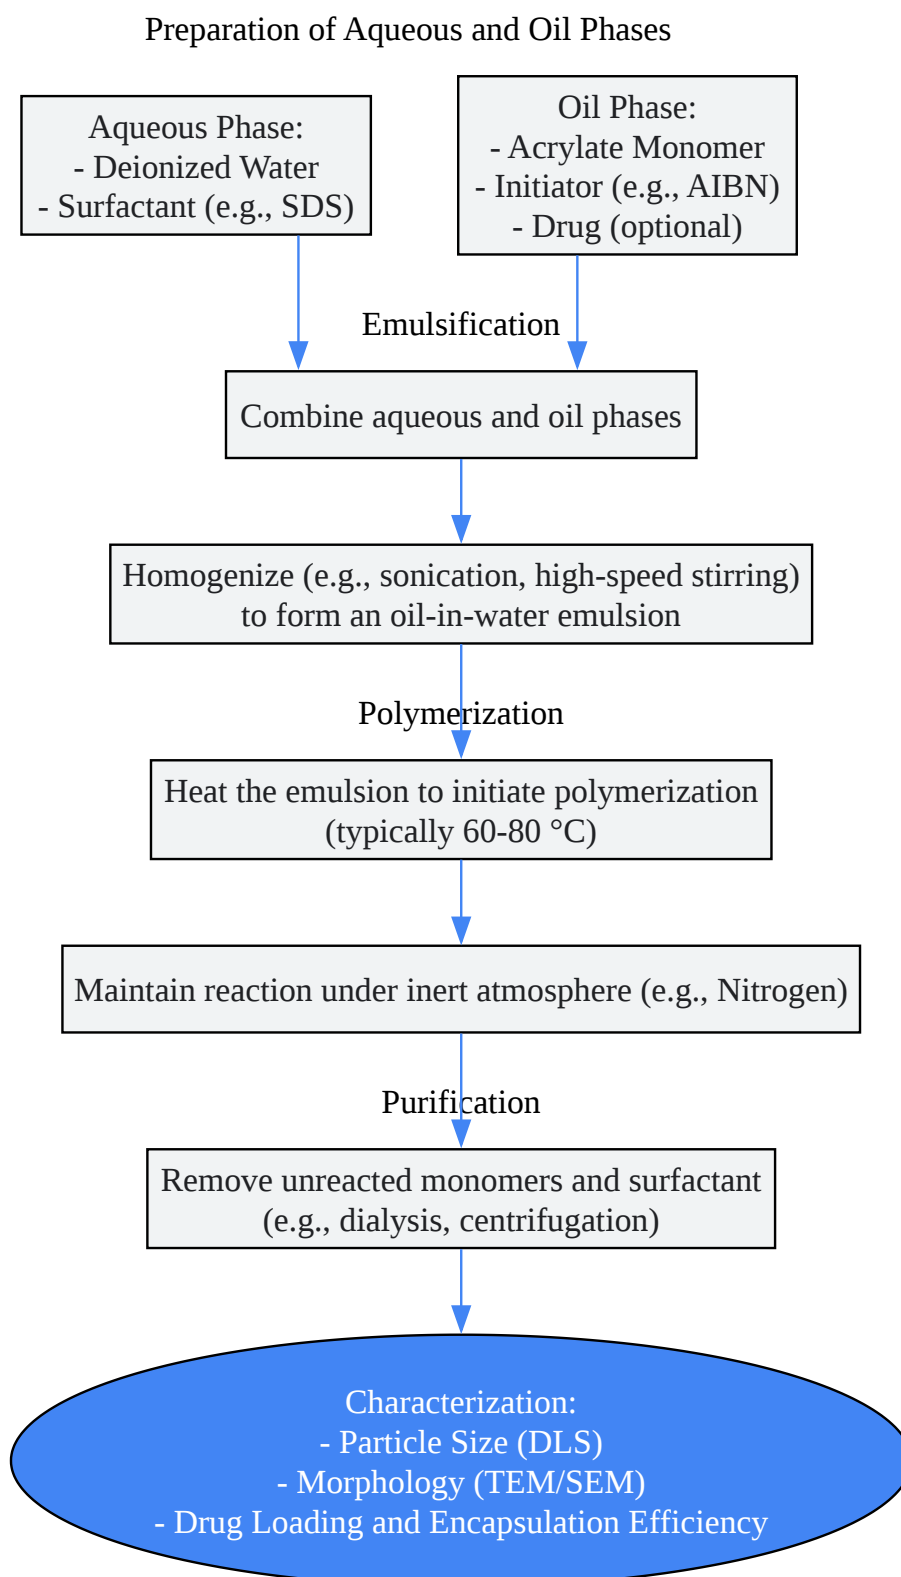 Preparation of Aqueous and Oil Phases
Aqueous Phase:
- Deionized Water
- Surfactant (e.g., SDS)
Oil Phase:
- Acrylate Monomer
- Initiator (e.g., AIBN)
- Drug (optional)
Emulsification
Combine aqueous and oil phases
Homogenize (e.g., sonication, high-speed stirring)
to form an oil-in-water emulsion
Polymerization
Heat the emulsion to initiate polymerization
(typically 60-80 °C)
Maintain reaction under inert atmosphere (e.g., Nitrogen)
Purification
Remove unreacted monomers and surfactant
(e.g., dialysis, centrifugation)
Characterization:
- Particle Size (DLS)
- Morphology (TEM/SEM)
- Drug Loading and Encapsulation Efficiency